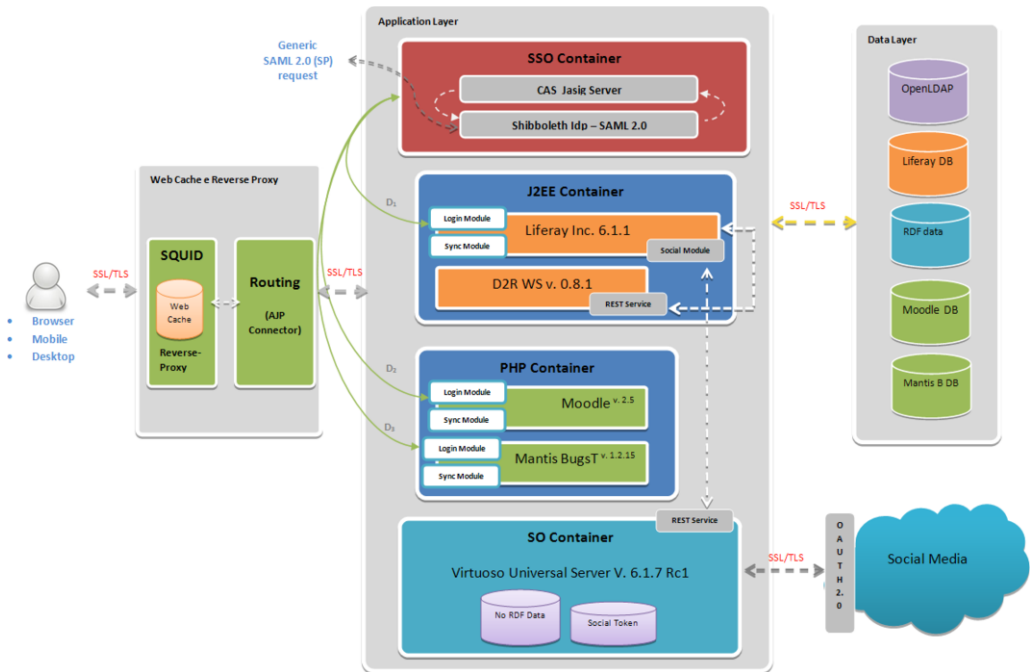 Application Layer
Generic
SAML 2.0 (SP)
request
SSO Container
CAS Jasig Server
Shibboleth Idp – SAML 2.0
Data Layer
OpenLDAP
Liferay DB
RDF data
Moodle DB
Mantis B DB
Web Cache e Reverse Proxy
SQUID
Web
Cache
Reverse-
Proxy
Routing
(AJP
Connector)
SSL/TLS
Browser
Mobile
Desktop
SSL/TLS
D₁
D₂
D₃
J2EE Container
Login Module
Sync Module
Liferay Inc. 6.1.1
Social Module
D2R WS v. 0.8.1
REST Service
SSL/TLS
PHP Container
Login Module
Sync Module
Moodle v. 2.5
Login Module
Sync Module
Mantis BugsT v. 1.2.15
REST Service
SO Container
Virtuoso Universal Server V. 6.1.7 Rc1
No RDF Data
Social Token
SSL/TLS
OAUTH2.0
Social Media